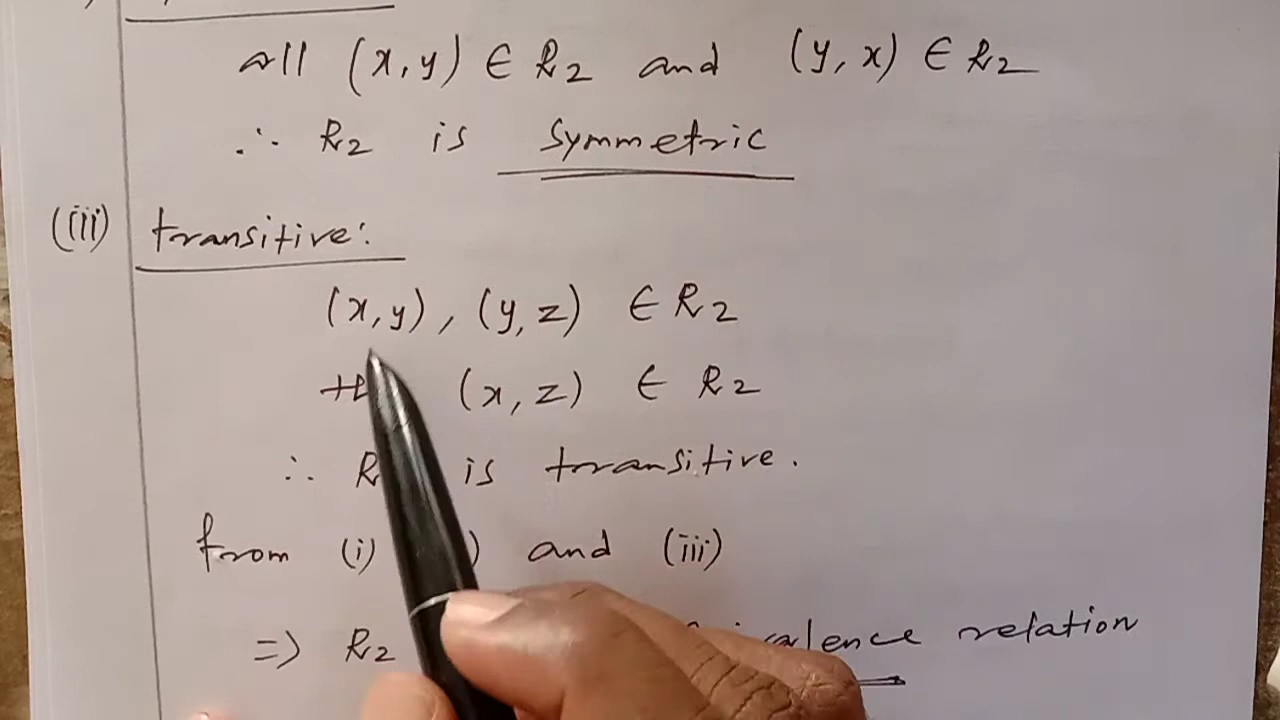 all (x, y) ∈ R2 and (y, x) ∈ R2
∴ R2 is symmetric
(iii) transitive:
(x, y), (y, z) ∈ R2
(x, z) ∈ R2
∴ R is transitive.
from (i) ) and (iii)
=> R2 relation